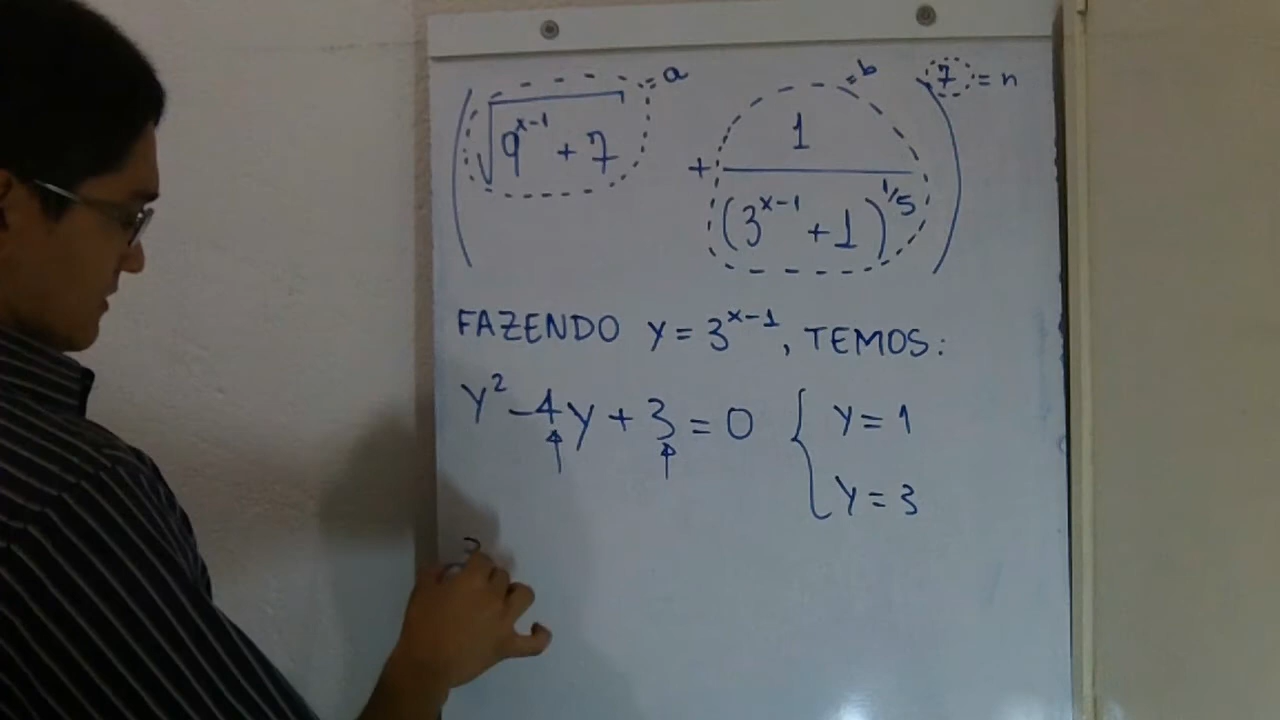 (√(9^(x-1) + 7) + 1/(3^(x-1) + 1)^(1/5))^7
= a
= b
= n
FAZENDO y = 3^(x-1), TEMOS:
y² - 4y + 3 = 0 { y = 1
y = 3